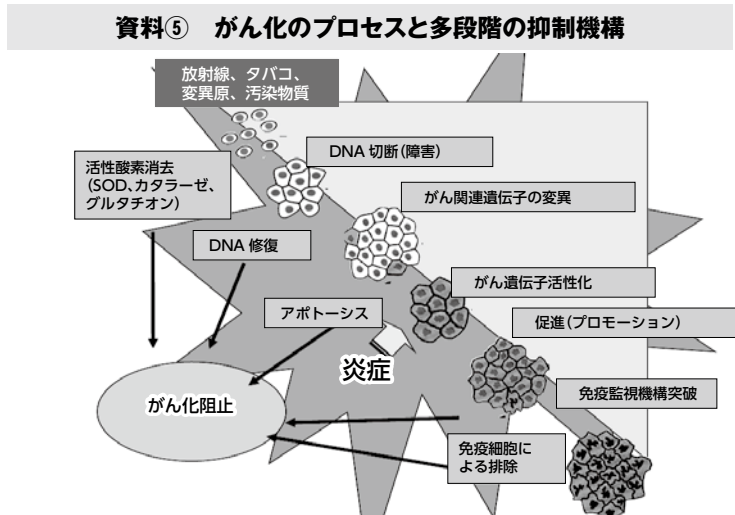 資料⑤　がん化のプロセスと多段階の抑制機構
放射線、タバコ、
変異原、汚染物質
DNA 切断（障害）
活性酸素消去
（SOD、カタラーゼ、
グルタチオン）
がん関連遺伝子の変異
DNA 修復
がん遺伝子活性化
アポトーシス
促進（プロモーション）
炎症
免疫監視機構突破
がん化阻止
免疫細胞に
よる排除